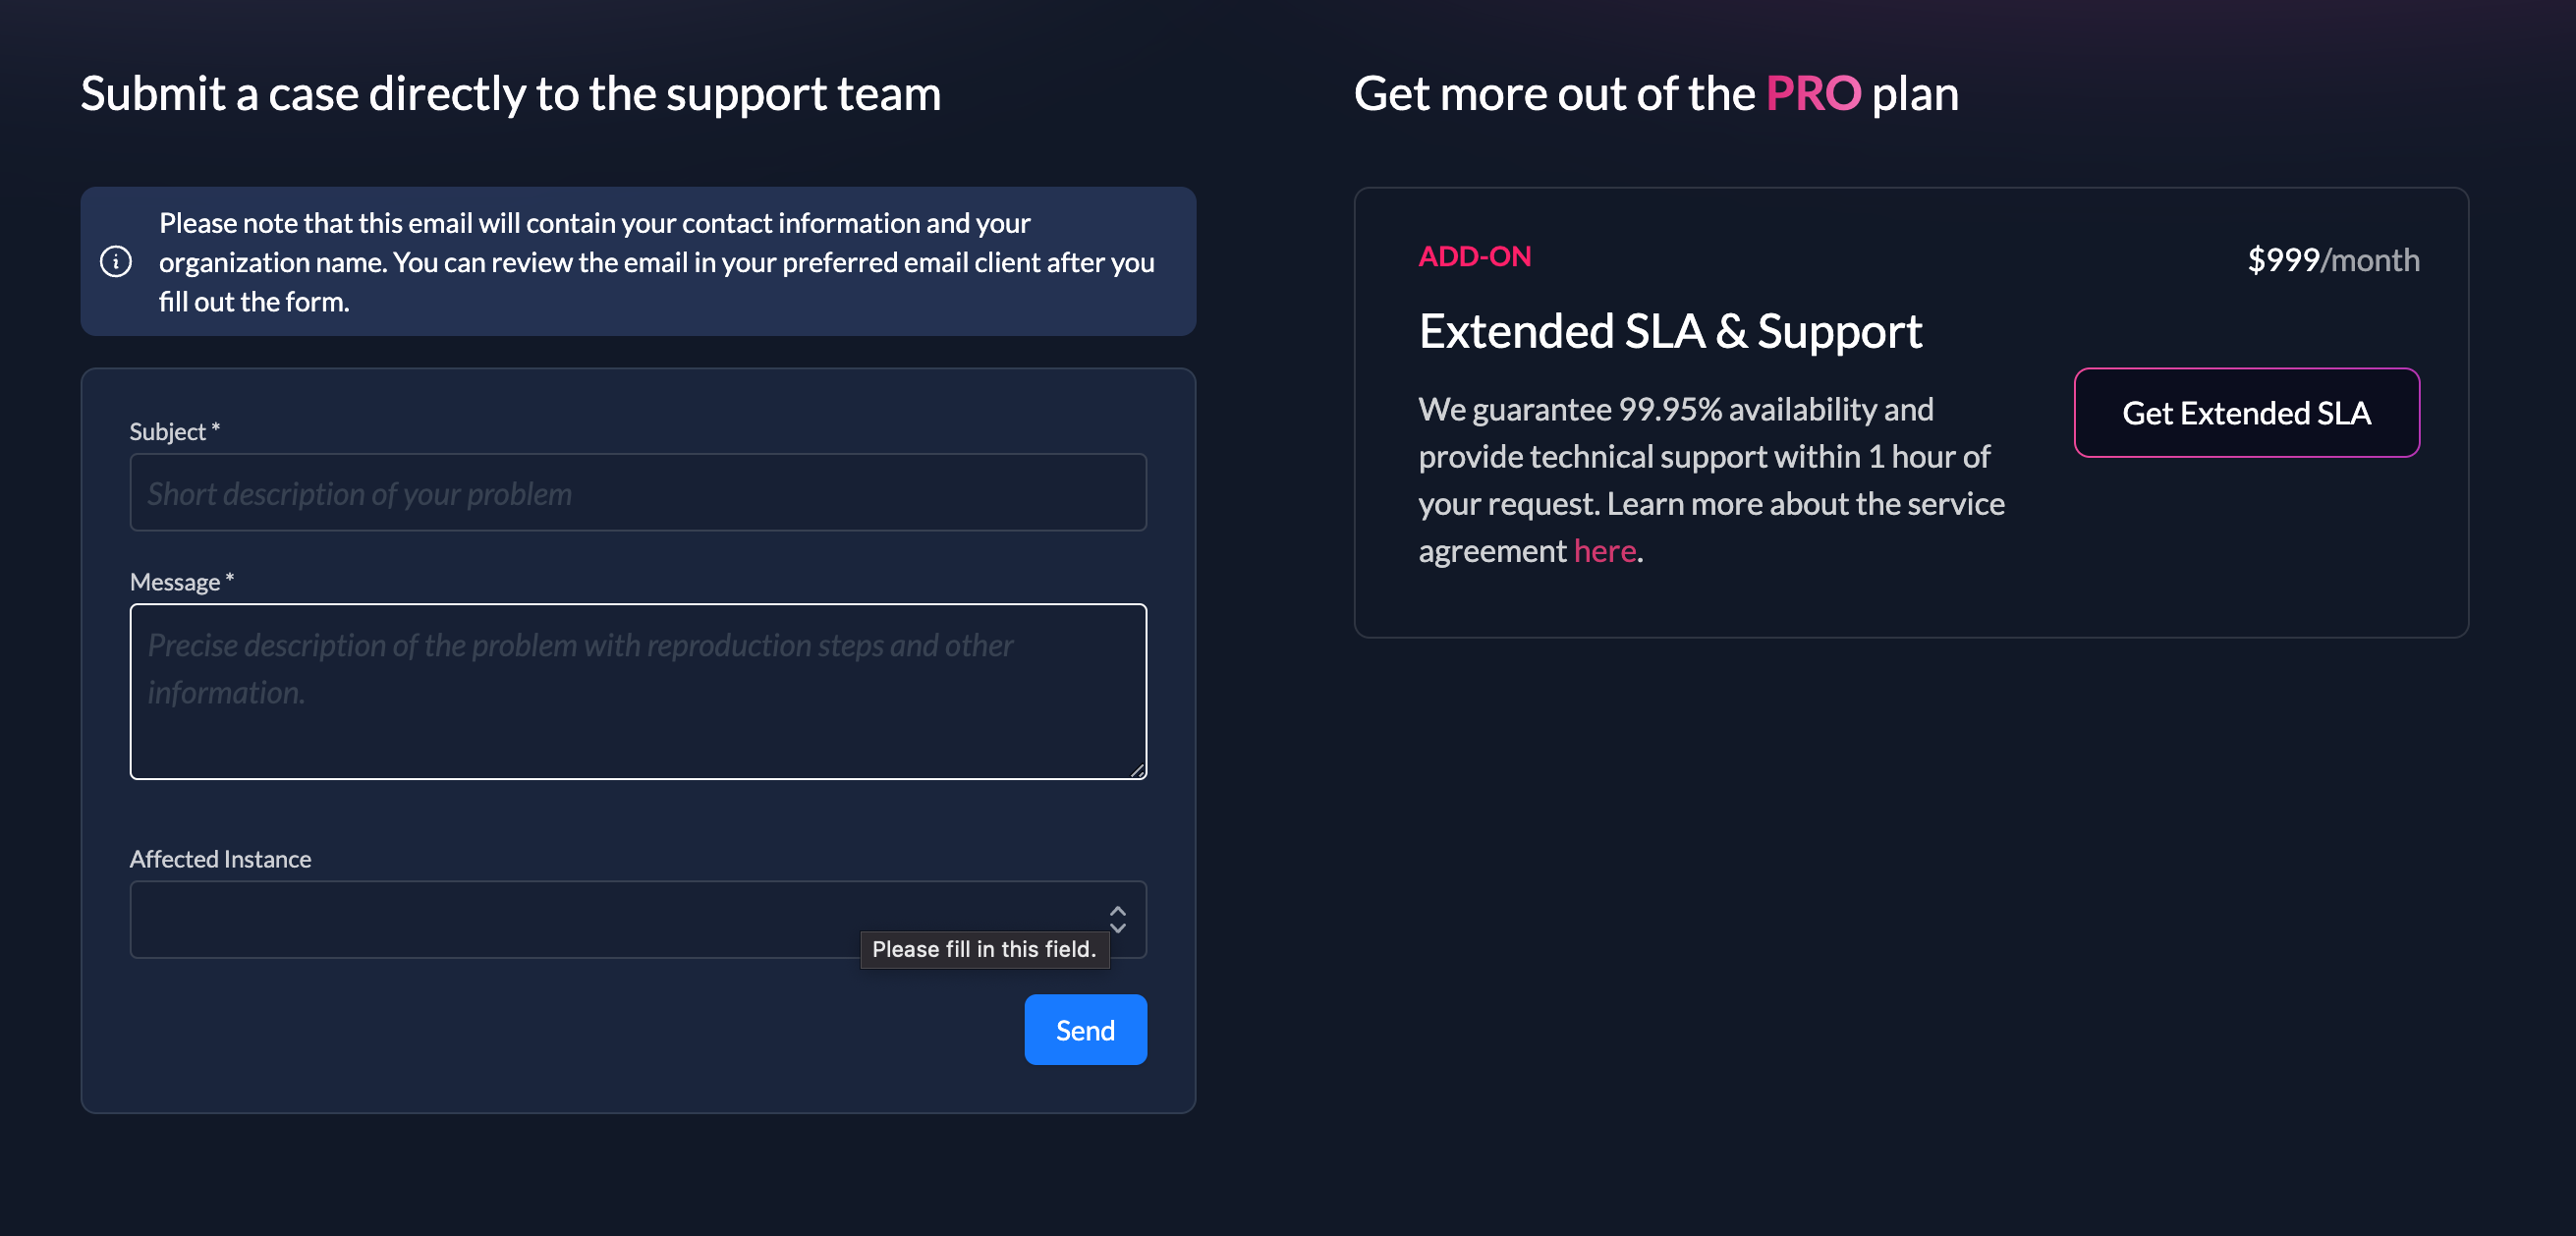 Submit a case directly to the support team
Please note that this email will contain your contact information and your
organization name. You can review the email in your preferred email client after you
fill out the form.
Subject *
Short description of your problem
Message *
Precise description of the problem with reproduction steps and other
information.
Affected Instance
Please fill in this field.
Send
Get more out of the PRO plan
ADD-ON
$999/month
Extended SLA & Support
We guarantee 99.95% availability and
provide technical support within 1 hour of
your request. Learn more about the service
agreement here.
Get Extended SLA